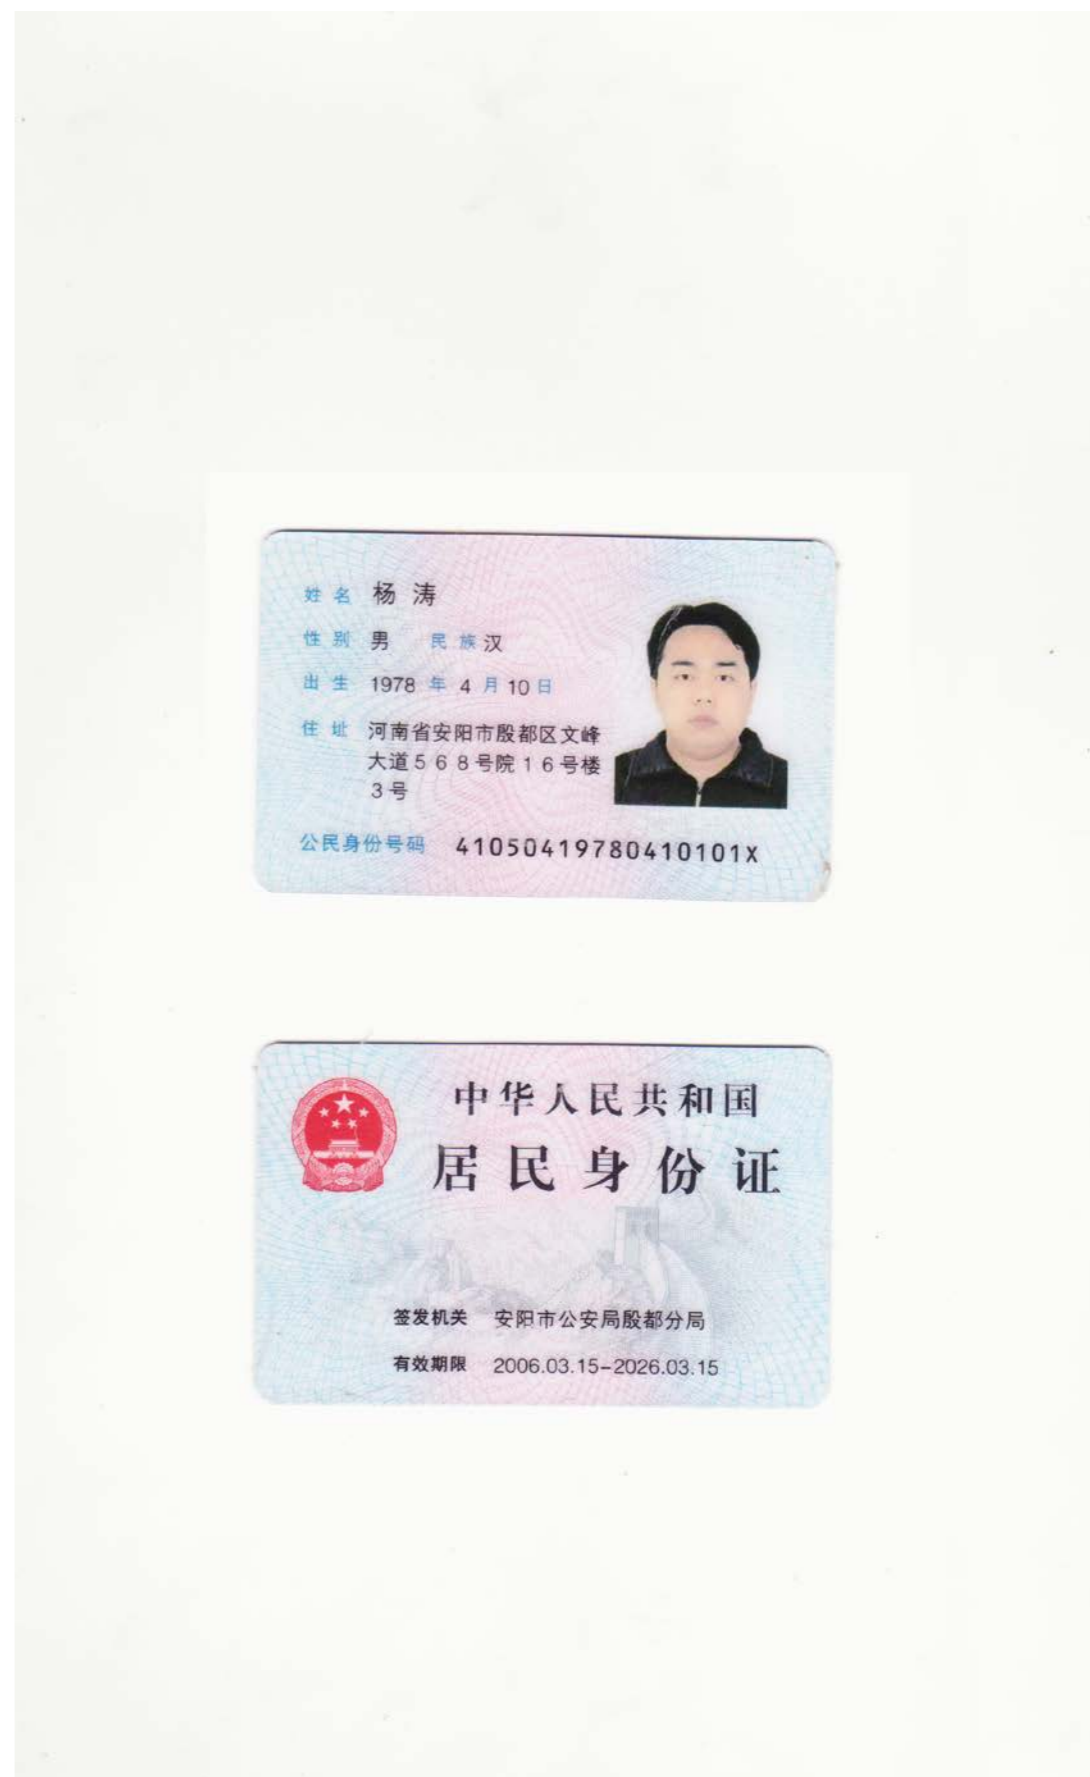 姓名 杨涛
性别 男 民族 汉
出生 1978 年 4 月 10 日
住址 河南省安阳市殷都区文峰
大道568号院16号楼
3号
公民身份号码 41050419780410101X
中华人民共和国
居民身份证
签发机关 安阳市公安局殷都分局
有效期限 2006.03.15-2026.03.15